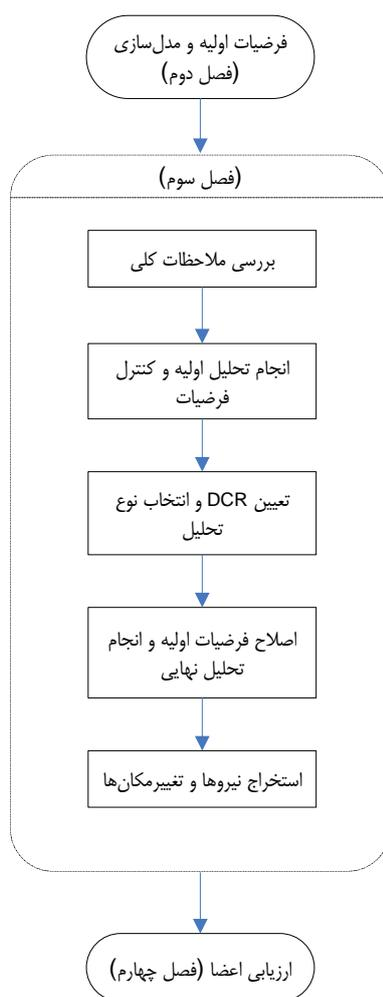 فرضیات اولیه و مدل‌سازی
(فصل دوم)
(فصل سوم)
بررسی ملاحظات کلی
انجام تحلیل اولیه و کنترل
فرضیات
تعیین DCR و انتخاب نوع
تحلیل
اصلاح فرضیات اولیه و انجام
تحلیل نهایی
استخراج نیروها و تغییرمکان‌ها
ارزیابی اعضا (فصل چهارم)